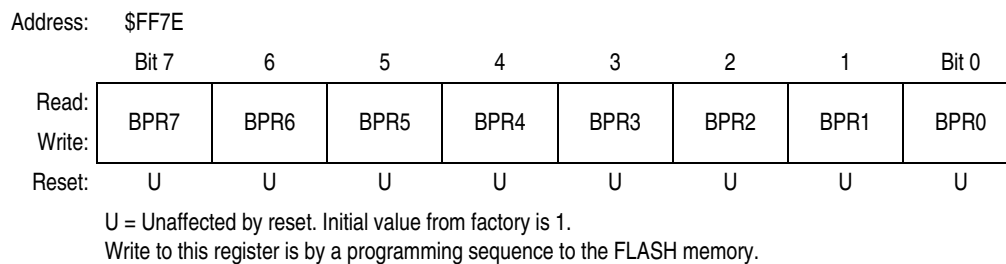 Address: $FF7E
Bit 7 6 5 4 3 2 1 Bit 0
Read:
BPR7 BPR6 BPR5 BPR4 BPR3 BPR2 BPR1 BPR0
Write:
Reset: U U U U U U U U
U = Unaffected by reset. Initial value from factory is 1.
Write to this register is by a programming sequence to the FLASH memory.